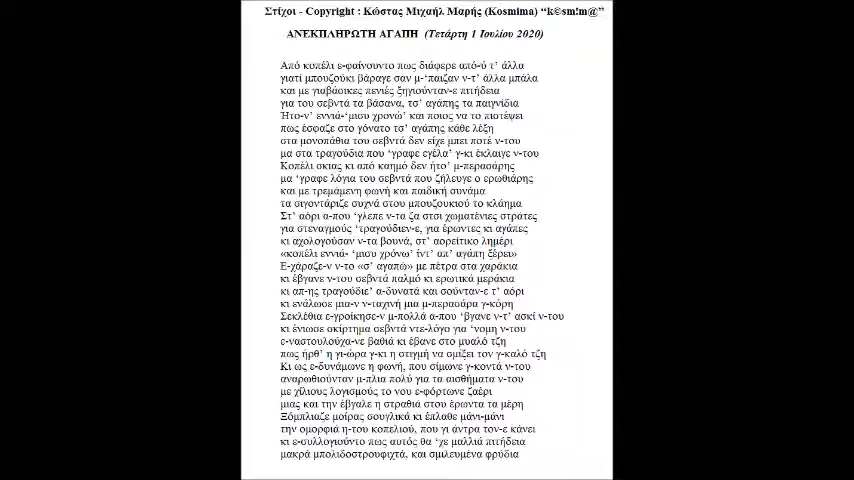 Στίχοι - Copyright : Κώστας Μιχαήλ Μαρής (Kosmima) “k©sm!m@”
ΑΝΕΚΠΛΗΡΩΤΗ ΑΓΑΠΗ (Τετάρτη 1 Ιουλίου 2020)
Από κοπέλι ε-φαίνουντο πως διάφερε από-ύ τ’ άλλα
γιατί μπουζούκι βάραγε σαν μ-‘παιζαν ν-τ’ άλλα μπάλα
και με γιαβάσικες πενιές ξηγιούνταν-ε πιτήδεια
για του σεβντά τα βάσανα, τσ’ αγάπης τα παιγνίδια
Ήτο-ν’ εννιά-‘μισυ χρονώ’ και ποιος να το πιστέψει
πως έσφαζε στο γόνατο τσ’ αγάπης κάθε λέξη
στα μονοπάθια του σεβντά δεν είχε μπει ποτέ ν-του
μα στα τραγούδια που ‘γραφε εγέλα’ γ-κι έκλαιγε ν-του
Κοπέλι σκιας κι από καημό δεν ήτο’ μ-περασάρης
μα ‘γραφε λόγια του σεβντά που ζήλευγε ο ερωθιάρης
και με τρεμάμενη φωνή και παιδική συνάμα
τα σιγοντάριζε συχνά στου μπουζουκιού το κλάημα
Στ’ αόρι α-που ‘γλεπε ν-τα ζα στσι χωματένιες στράτες
για στεναγμούς ‘τραγούδιεν-ε, για έρωντες κι αγάπες
κι αχολογούσαν ν-τα βουνά, στ’ αορείτικο λημέρι
«κοπέλι εννιά- ‘μισυ χρόνω’ ίντ’ απ’ αγάπη ξέρει»
Ε-χάραζε-ν ν-το «σ’ αγαπώ» με πέτρα στα χαράκια
κι έβγανε ν-του σεβντά παλμό κι ερωτικά μεράκια
κι απ-ης τραγούδιε’ α-δυνατά και σούνταν-ε τ’ αόρι
κι ενάλωσε μια-ν ν-ταχινή μια μ-περασάρα γ-κόρη
Σεκλέθια ε-γροίκησε-ν μ-πολλά α-που ‘βγανε ν-τ’ ασκί ν-του
κι ένιωσε σκίρτημα σεβντά ντε-λόγο για ‘νομη ν-του
ε-ναστουλούχα-νε βαθιά κι έβανε στο μυαλό τζη
πως ήρθ’ η γι-ώρα γ-κι η στιγμή να σμίξει τον γ-καλό τζη
Κι ως ε-δυνάμωνε η φωνή, που σίμωνε γ-κοντά ν-του
αναρωθιούνταν μ-πλια πολύ για τα αισθήματα ν-του
με χίλιους λογισμούς το νου ε-φόρτωνε ζαέρι
μιας και την έβγαλε η στραθιά στου έρωντα τα μέρη
Ξόμπλιαζε μοίρας σουγλικά κι έπλαθε μάνι-μάνι
την ομορφιά η-του κοπελιού, που γι άντρα τον-ε κάνει
κι ε-συλλογιούντο πως αυτός θα ‘χε μαλλιά πιτήδεια
μακρά μπολιδοστρουφιχτά, και σμιλευμένα φρύδια